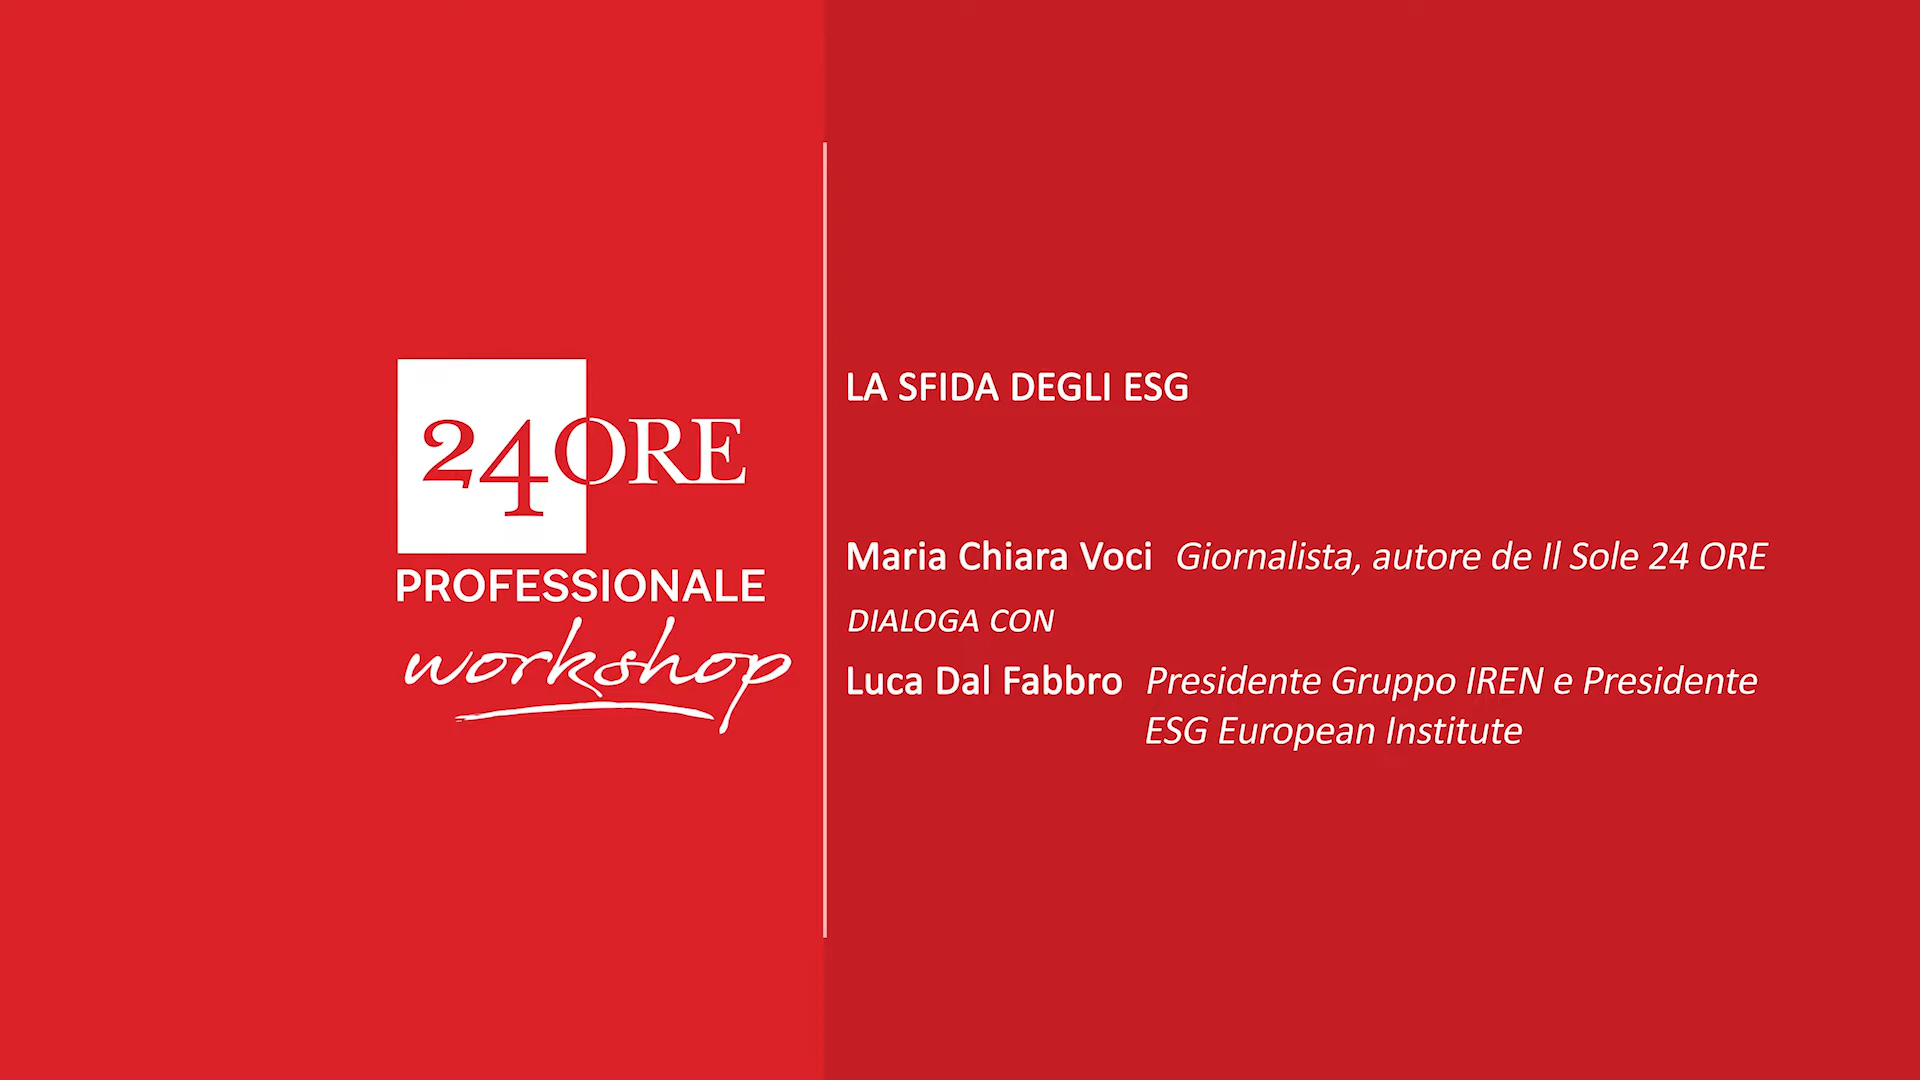 24ORE
PROFESSIONALE
workshop
LA SFIDA DEGLI ESG
Maria Chiara Voci Giornalista, autore de Il Sole 24 ORE
DIALOGA CON
Luca Dal Fabbro Presidente Gruppo IREN e Presidente
ESG European Institute